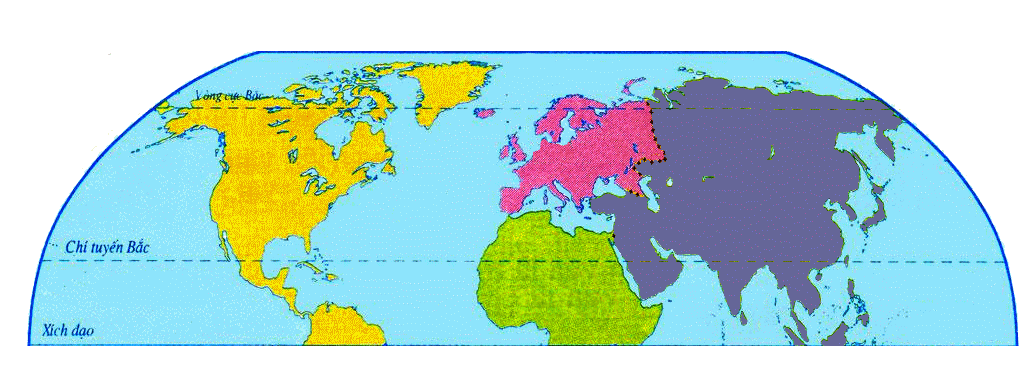 Vòng cực Bắc
Chí tuyến Bắc
Xích đạo